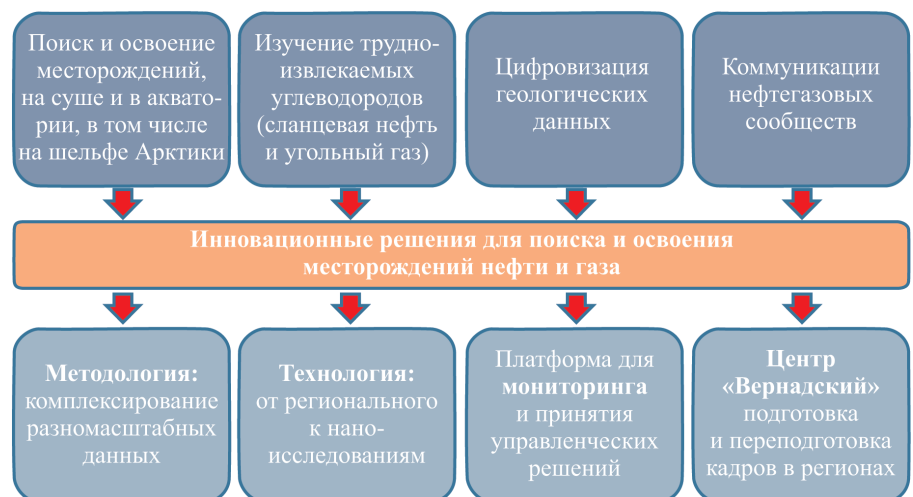 Поиск и освоение
месторождений,
на суше и в аквато-
рии, в том числе
на шельфе Арктики
Изучение трудно-
извлекаемых
углеводородов
(сланцевая нефть
и угольный газ)
Цифровизация
геологических
данных
Коммуникации
нефтегазовых
сообществ
Инновационные решения для поиска и освоения
месторождений нефти и газа
Методология:
комплексирование
разномасштабных
данных
Технология:
от регионального
к нано-
исследованиям
Платформа для
мониторинга
и принятия
управленческих
решений
Центр
«Вернадский»
подготовка
и переподготовка
кадров в регионах